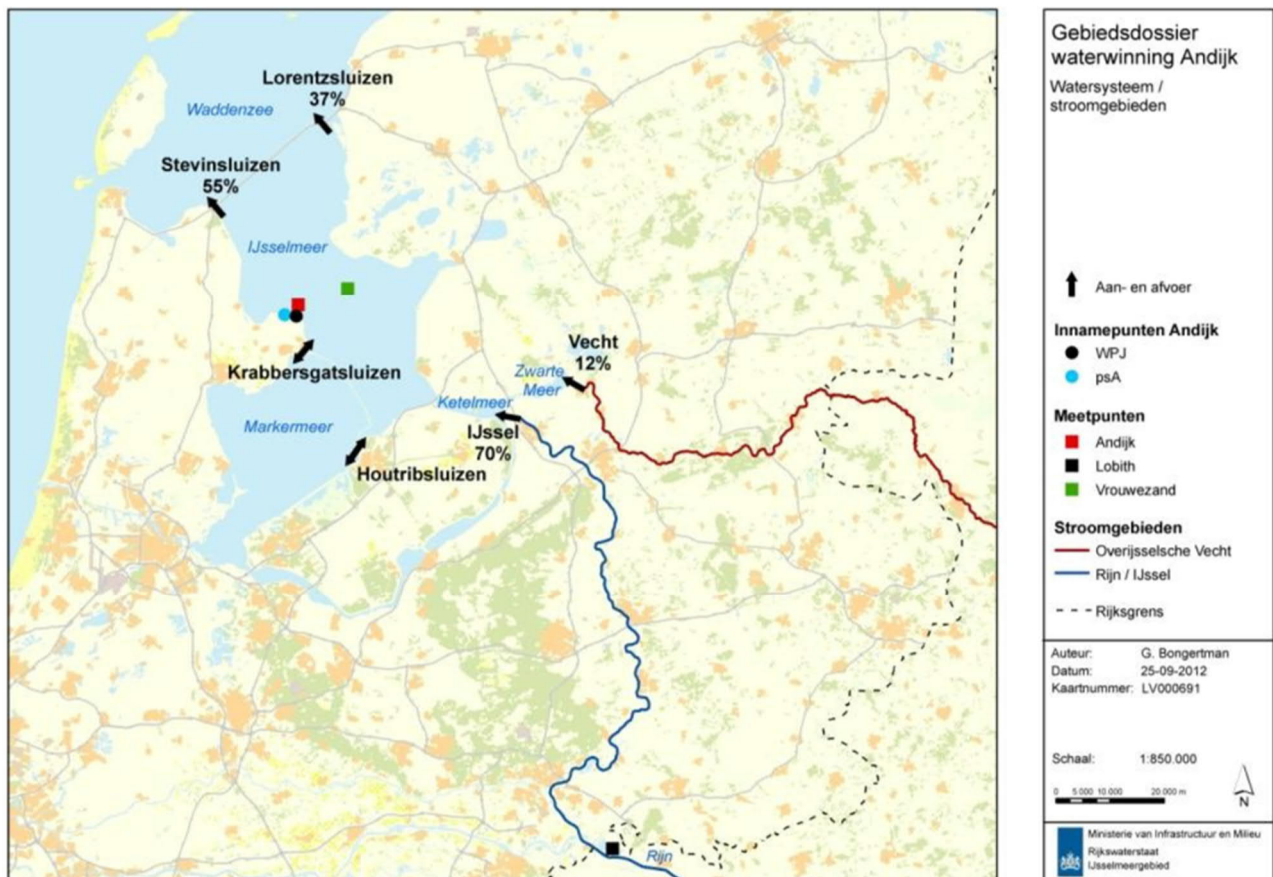 Lorentzsluizen
37%
Waddenzee
Stevinsluizen
55%
IJsselmeer
Krabbersgatsluizen
Markermeer
Houtribsluizen
Vecht
12%
Zwarte
Meer
Ketelmeer
IJssel
70%
Rijn
Gebiedsdossier
waterwinning Andijk
Watersysteem /
stroomgebieden
Aan- en afvoer
Innamepunten Andijk
WPJ
psA
Meetpunten
Andijk
Lobith
Vrouwezand
Stroomgebieden
Overijsselsche Vecht
Rijn / IJssel
Rijksgrens
Auteur: G. Bongertman
Datum: 25-09-2012
Kaartnummer: LV000691
Schaal: 1:850.000
0 5 000 10 000 20 000 m
N
Ministerie van Infrastructuur en Milieu
Rijkswaterstaat
IJsselmeergebied